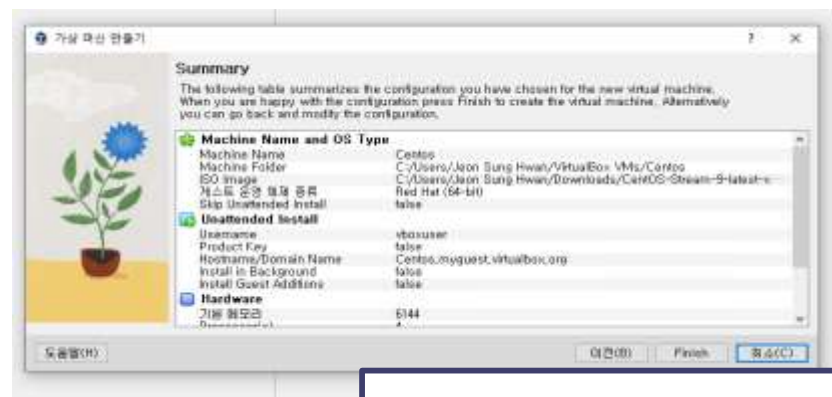 가상 머신 만들기
Summary
The following table summarizes the configuration you have chosen for the new virtual machine.
When you are happy with the configuration press Finish to create the virtual machine. Alternatively
you can go back and modify the configuration.
Machine Name and OS Type
Machine Name Centos
Machine Folder C:/Users/Jeon Sung Hwan/VirtualBox VMs/Centos
ISO Image C:/Users/Jeon Sung Hwan/Downloads/CentOS-Stream-9-latest-x
게스트 운영 체제 종류 Red Hat (64-bit)
Skip Unattended Install false
Unattended Install
Username vboxuser
Product Key false
Hostname/Domain Name Centos.myguest.virtualbox.org
Install in Background false
Install Guest Additions false
Hardware
기본 메모리 6144
도움말(H) 이전(B) Finish 취소(C)